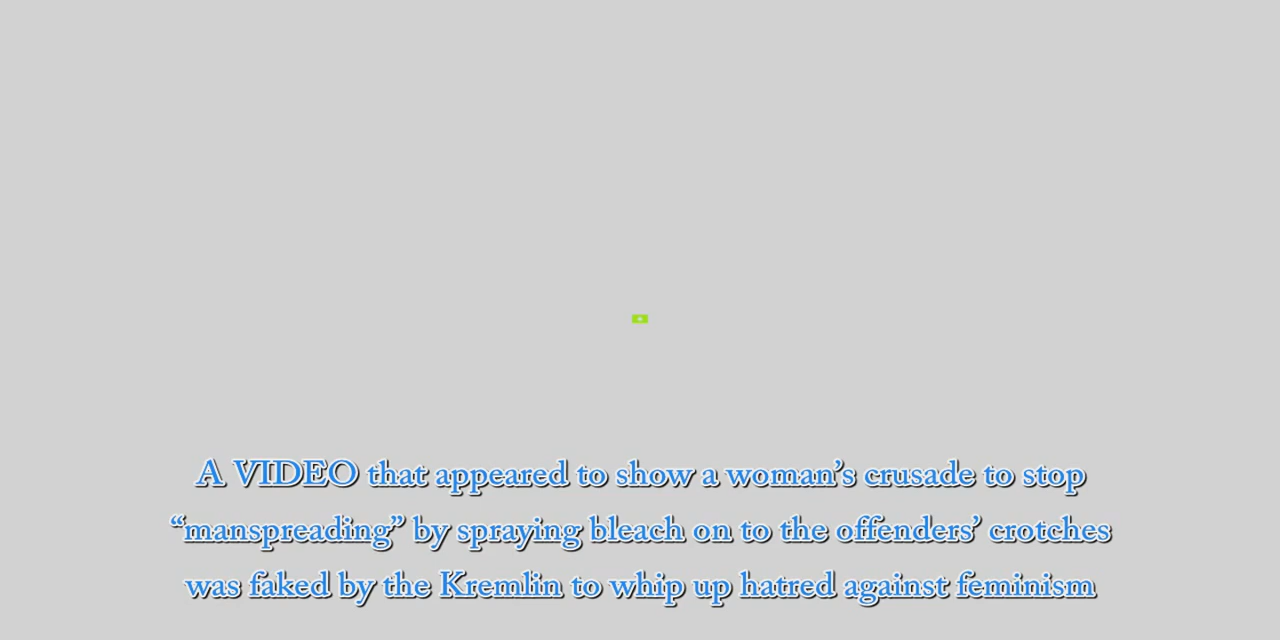 A VIDEO that appeared to show a woman’s crusade to stop
“manspreading” by spraying bleach on to the offenders’ crotches
was faked by the Kremlin to whip up hatred against feminism